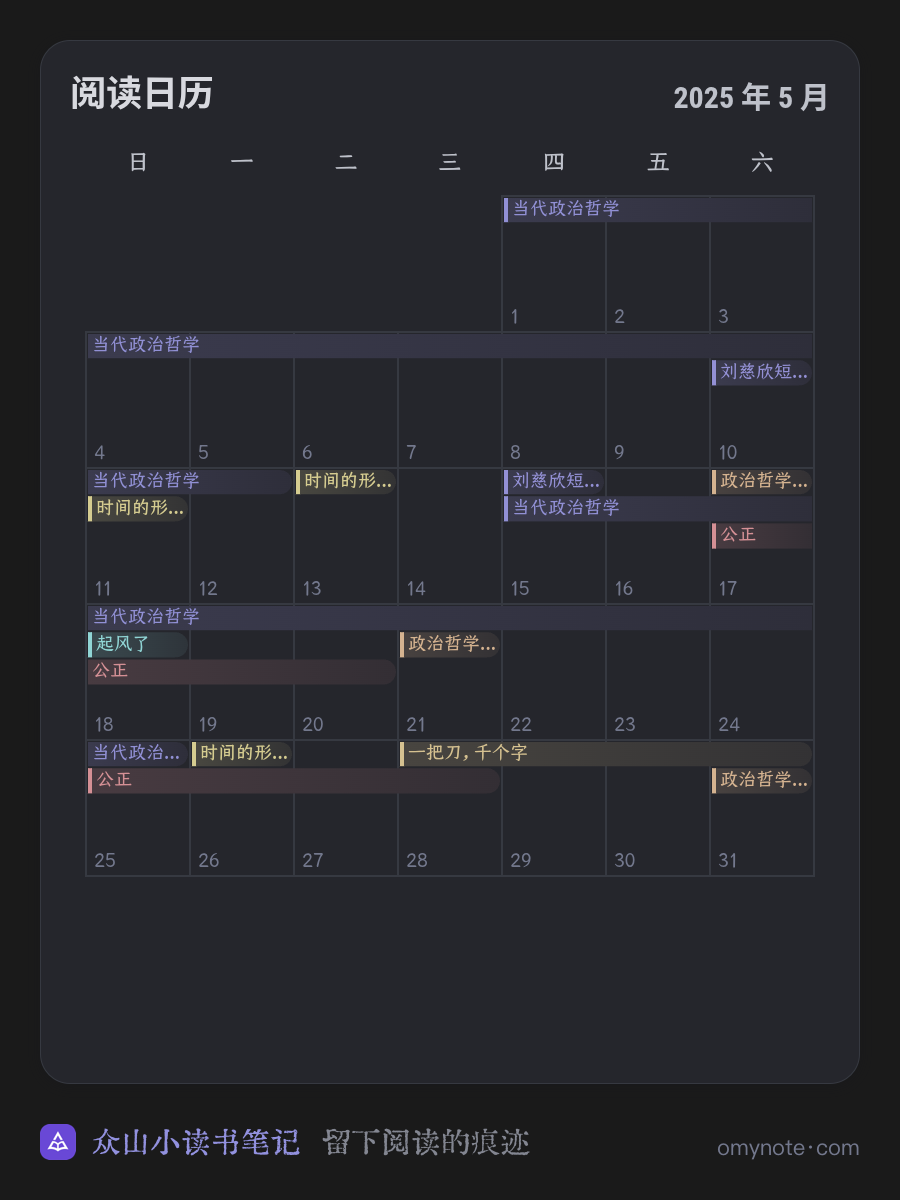 阅读日历 2025 年 5 月
日 一 二 三 四 五 六
当代政治哲学
1 2 3
当代政治哲学
刘慈欣短...
4 5 6 7 8 9 10
当代政治哲学 时间的形... 刘慈欣短... 政治哲学...
时间的形... 当代政治哲学
公正
11 12 13 14 15 16 17
当代政治哲学
起风了 政治哲学...
公正
18 19 20 21 22 23 24
当代政治... 时间的形... 一把刀, 千个字
公正 政治哲学...
25 26 27 28 29 30 31
众山小读书笔记 留下阅读的痕迹 omynote·com